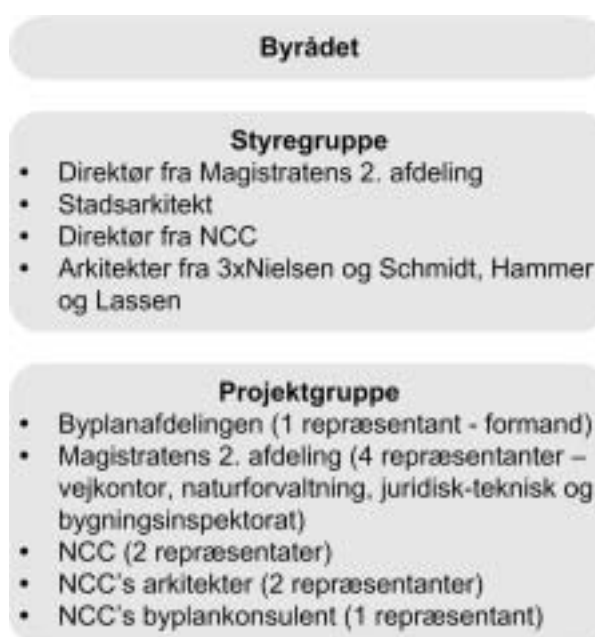 Byrådet
Styregruppe
• Direktør fra Magistratens 2. afdeling
• Stadsarkitekt
• Direktør fra NCC
• Arkitekter fra 3xNielsen og Schmidt, Hammer
og Lassen
Projektgruppe
• Byplanafdelingen (1 repræsentant - formand)
• Magistratens 2. afdeling (4 repræsentanter –
vejkontor, naturforvaltning, juridisk-teknisk og
bygningsinspektorat)
• NCC (2 repræsentater)
• NCC's arkitekter (2 repræsentanter)
• NCC's byplankonsulent (1 repræsentant)